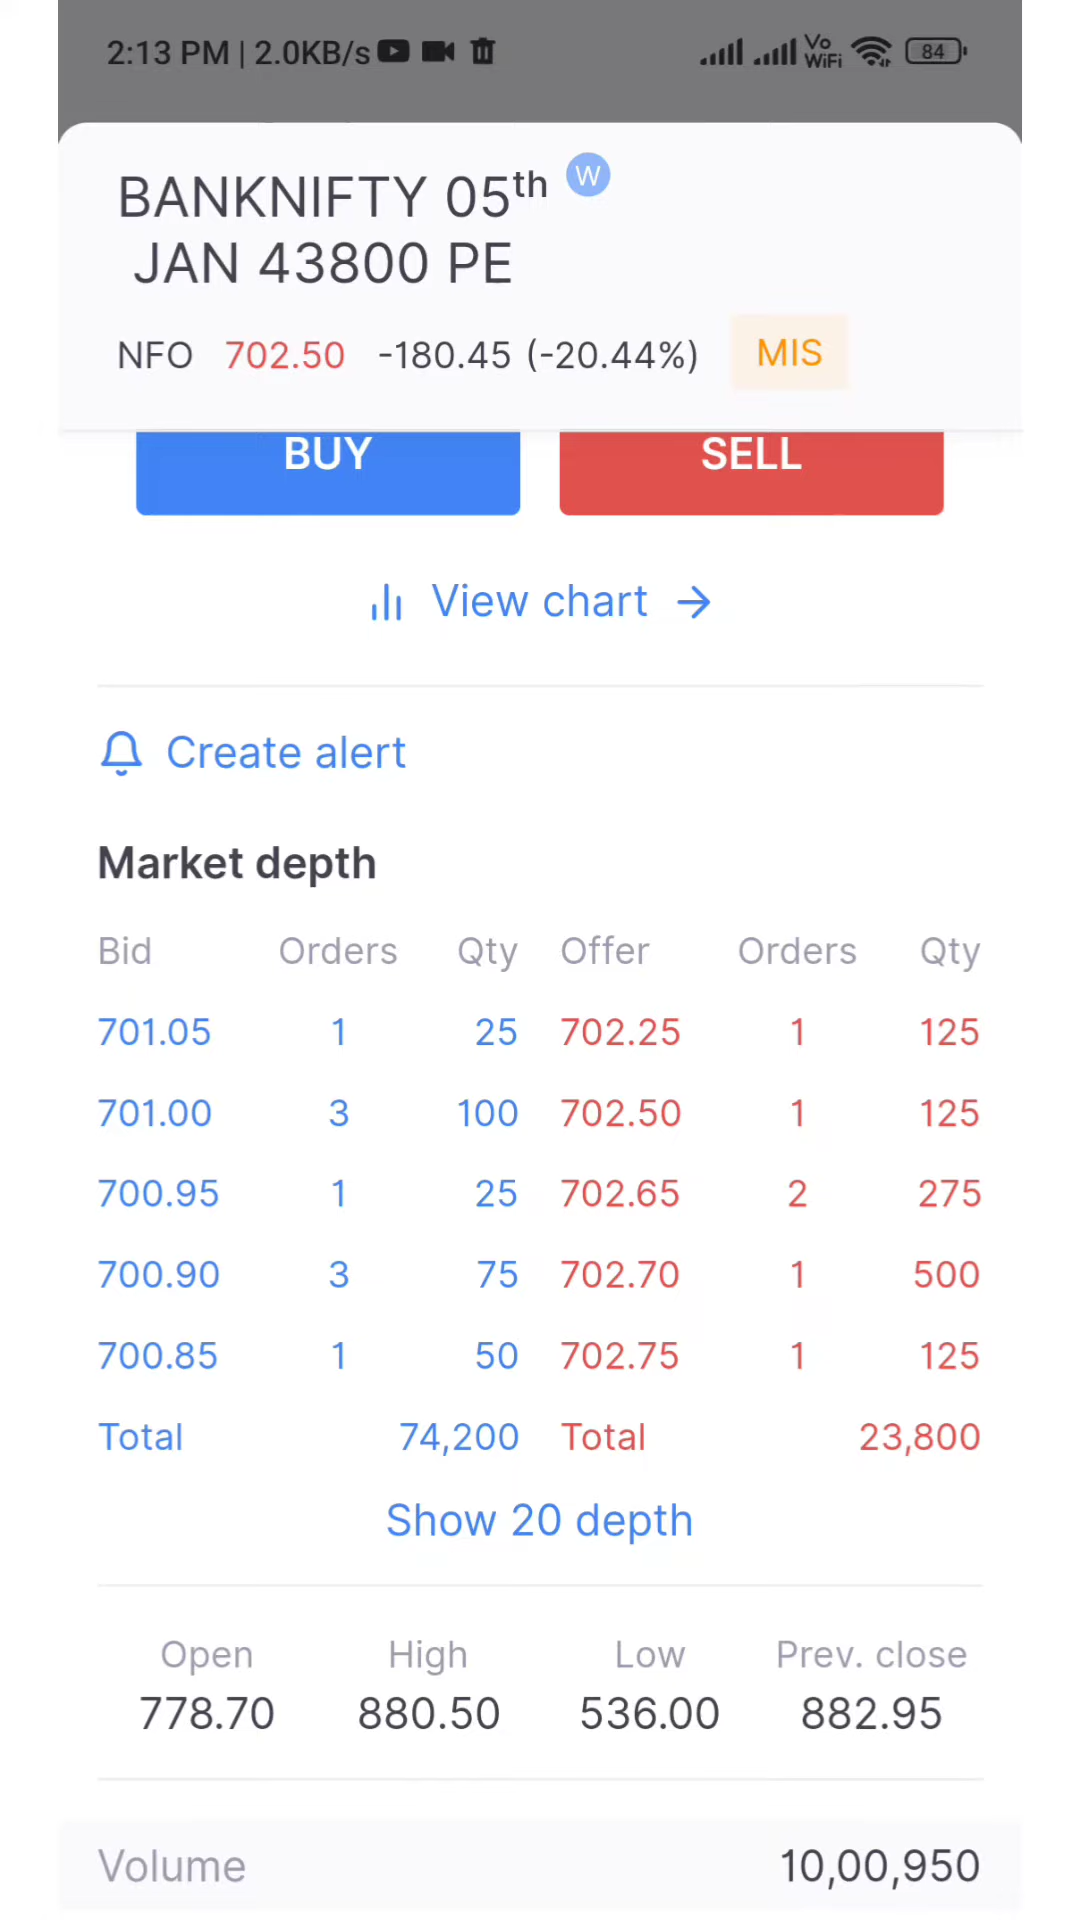 2:13 PM | 2.0KB/s Vo WiFi 84
BANKNIFTY 05th W
JAN 43800 PE
NFO 702.50 -180.45 (-20.44%) MIS
BUY SELL
View chart →
Create alert
Market depth
Bid Orders Qty Offer Orders Qty
701.05 1 25 702.25 1 125
701.00 3 100 702.50 1 125
700.95 1 25 702.65 2 275
700.90 3 75 702.70 1 500
700.85 1 50 702.75 1 125
Total 74,200 Total 23,800
Show 20 depth
Open High Low Prev. close
778.70 880.50 536.00 882.95
Volume 10,00,950